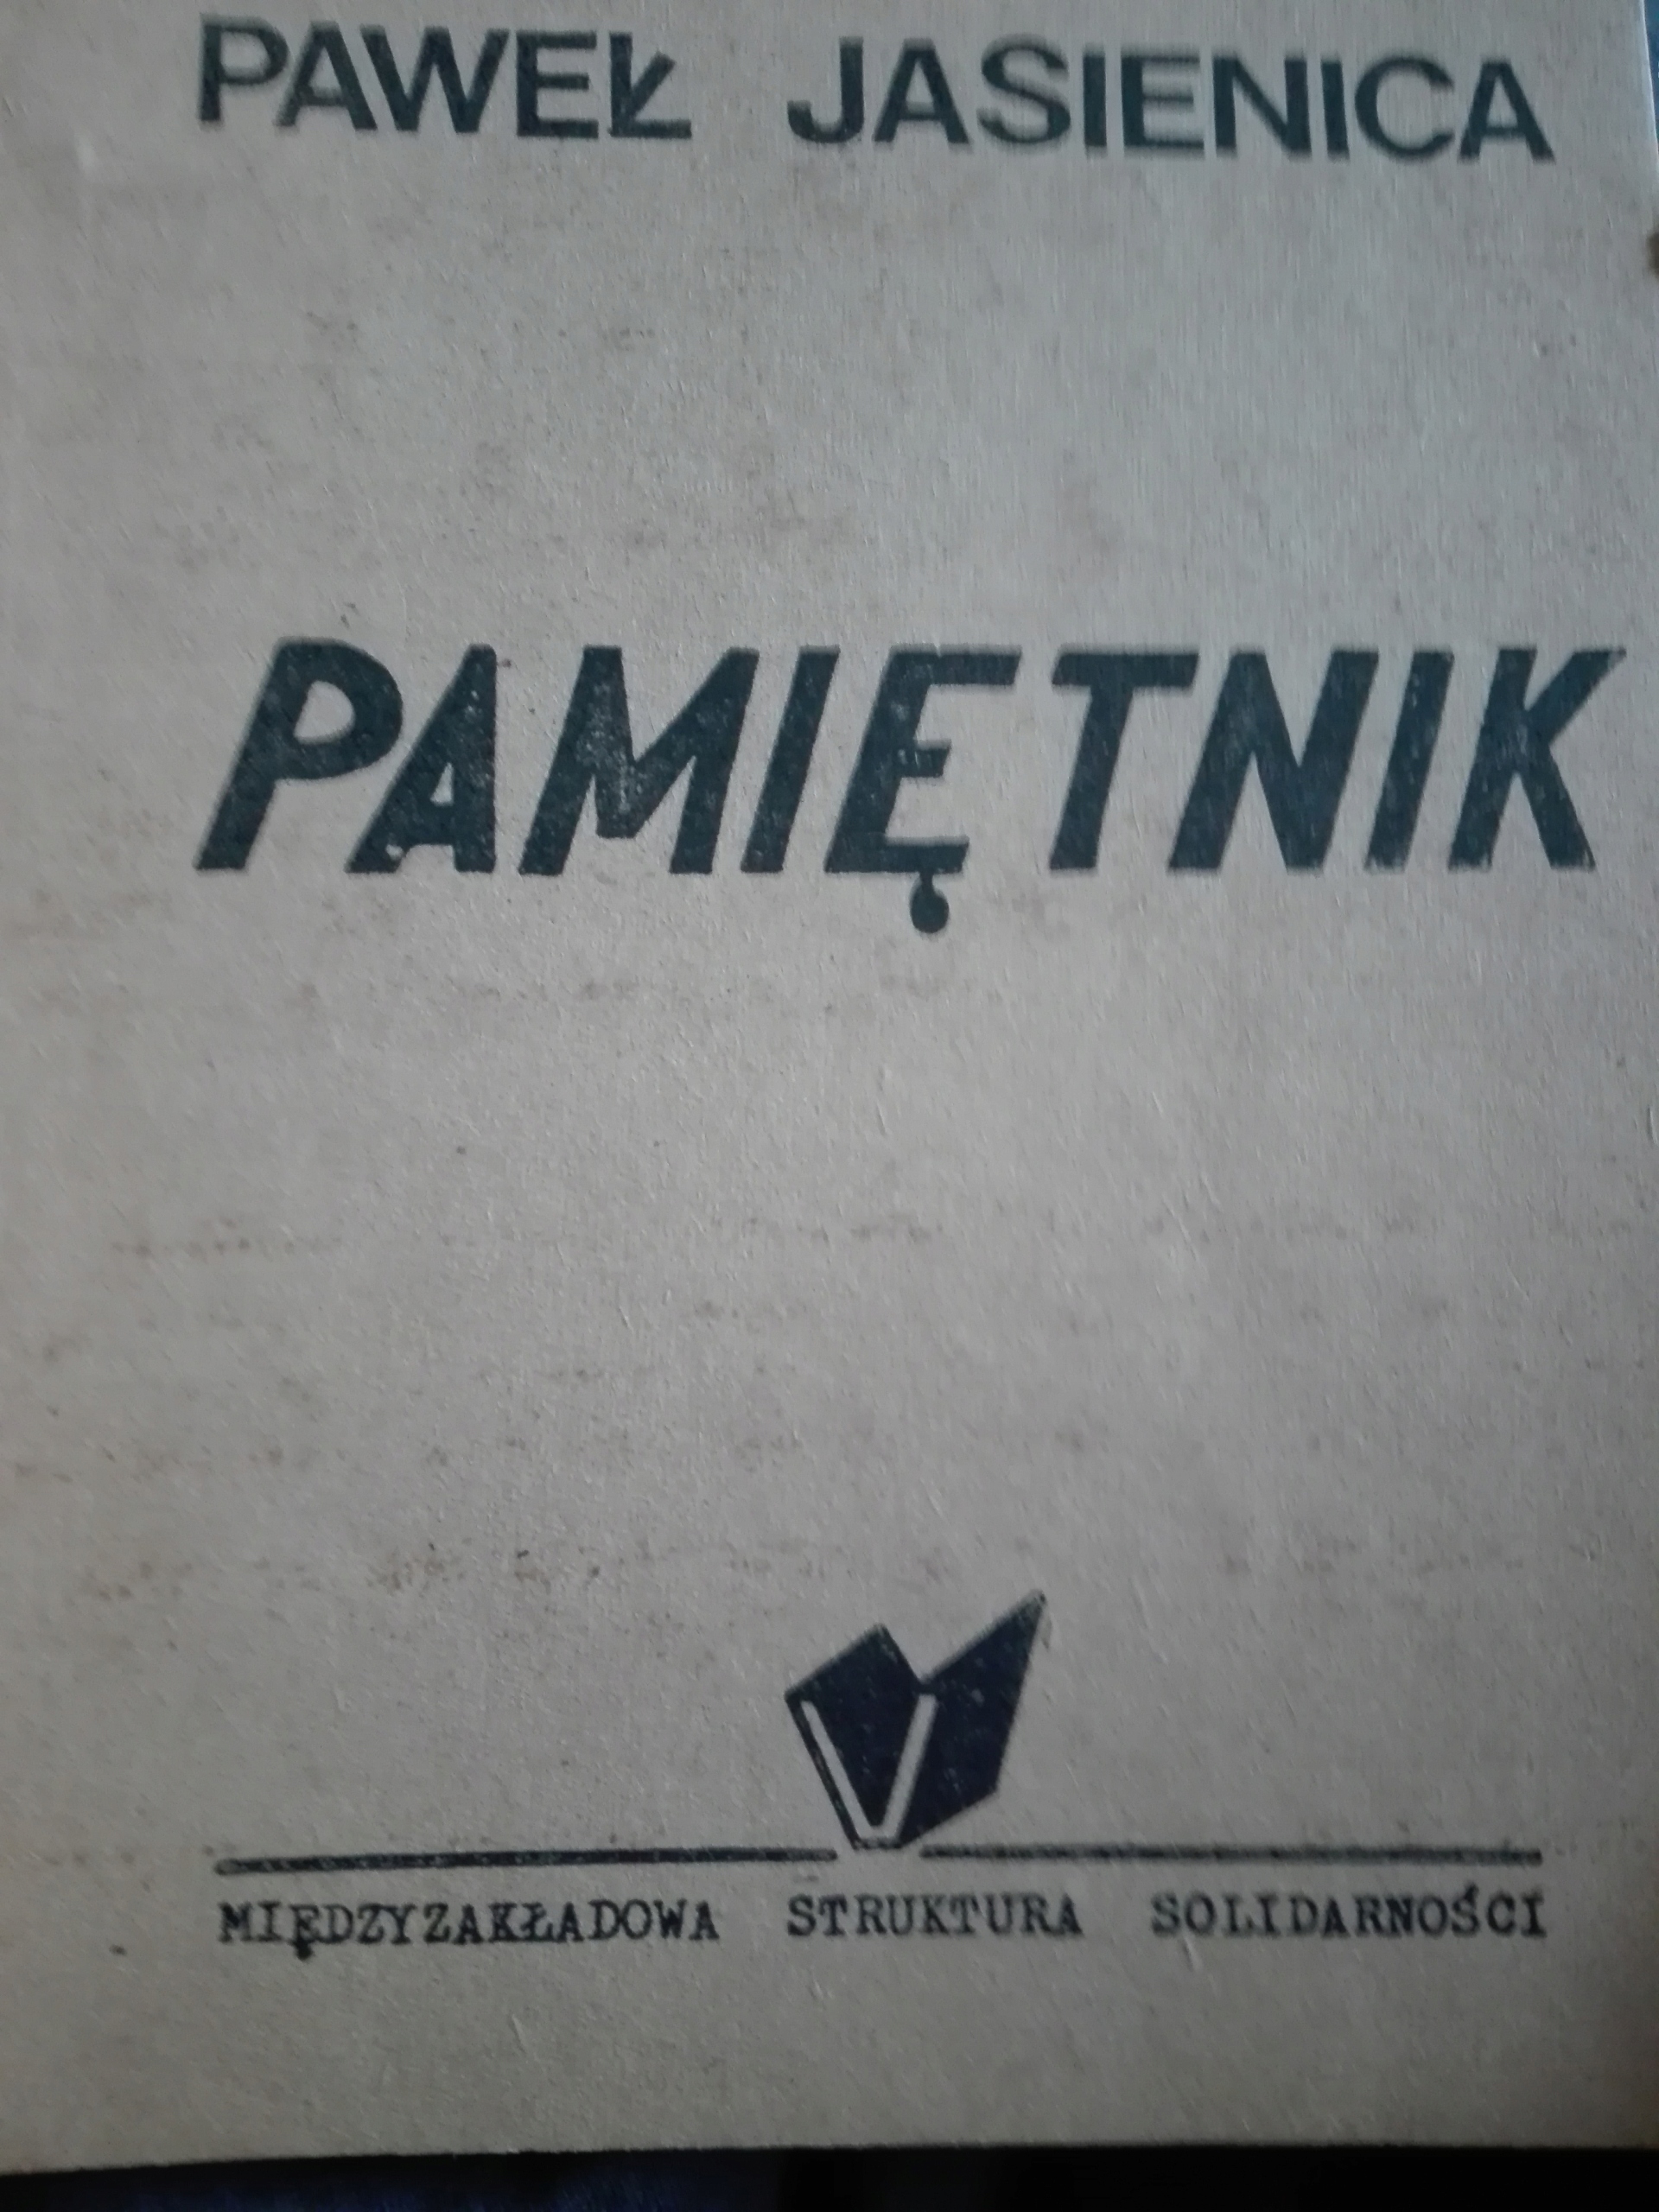 PAWEŁ JASIENICA
PAMIĘTNIK
MIĘDZYZAKŁADOWA STRUKTURA SOLIDARNOŚCI